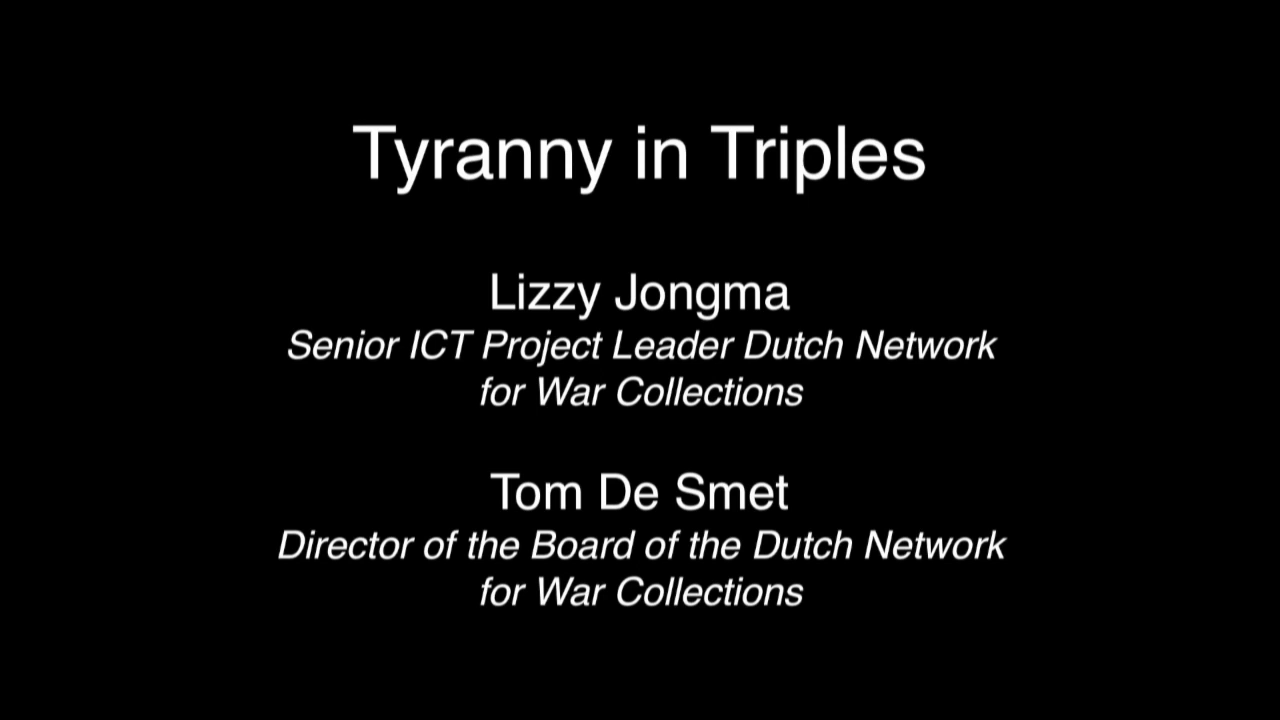 Tyranny in Triples
Lizzy Jongma
Senior ICT Project Leader Dutch Network
for War Collections
Tom De Smet
Director of the Board of the Dutch Network
for War Collections